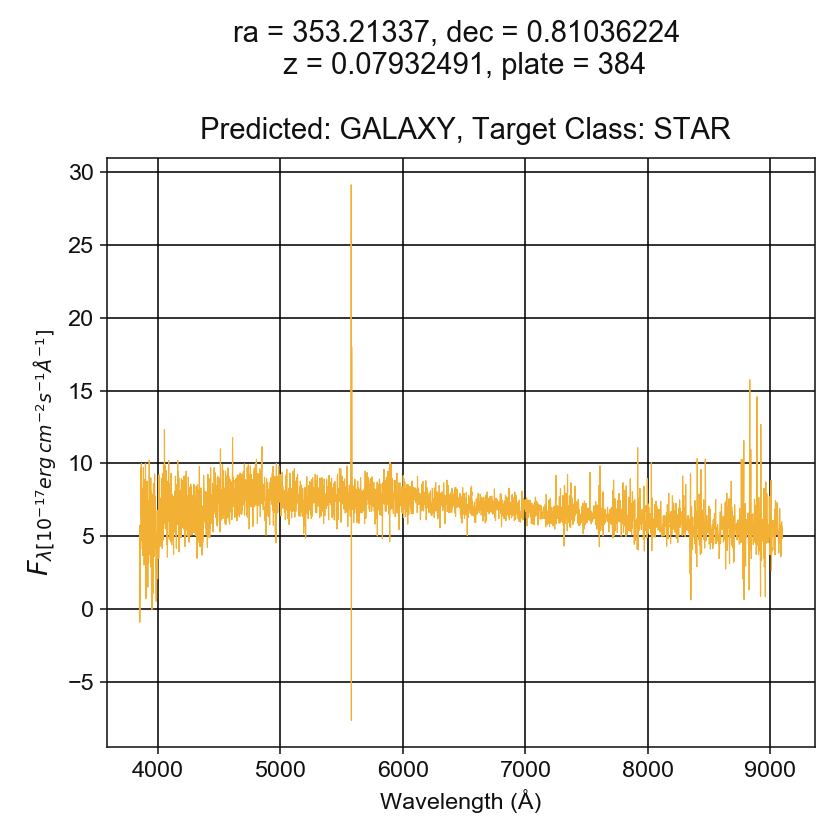 ra = 353.21337, dec = 0.81036224
z = 0.07932491, plate = 384
Predicted: GALAXY, Target Class: STAR
30
25
20
15
10
5
0
−5
F_λ[10^−17 erg cm^−2 s^−1 Å^−1]
4000 5000 6000 7000 8000 9000
Wavelength (Å)